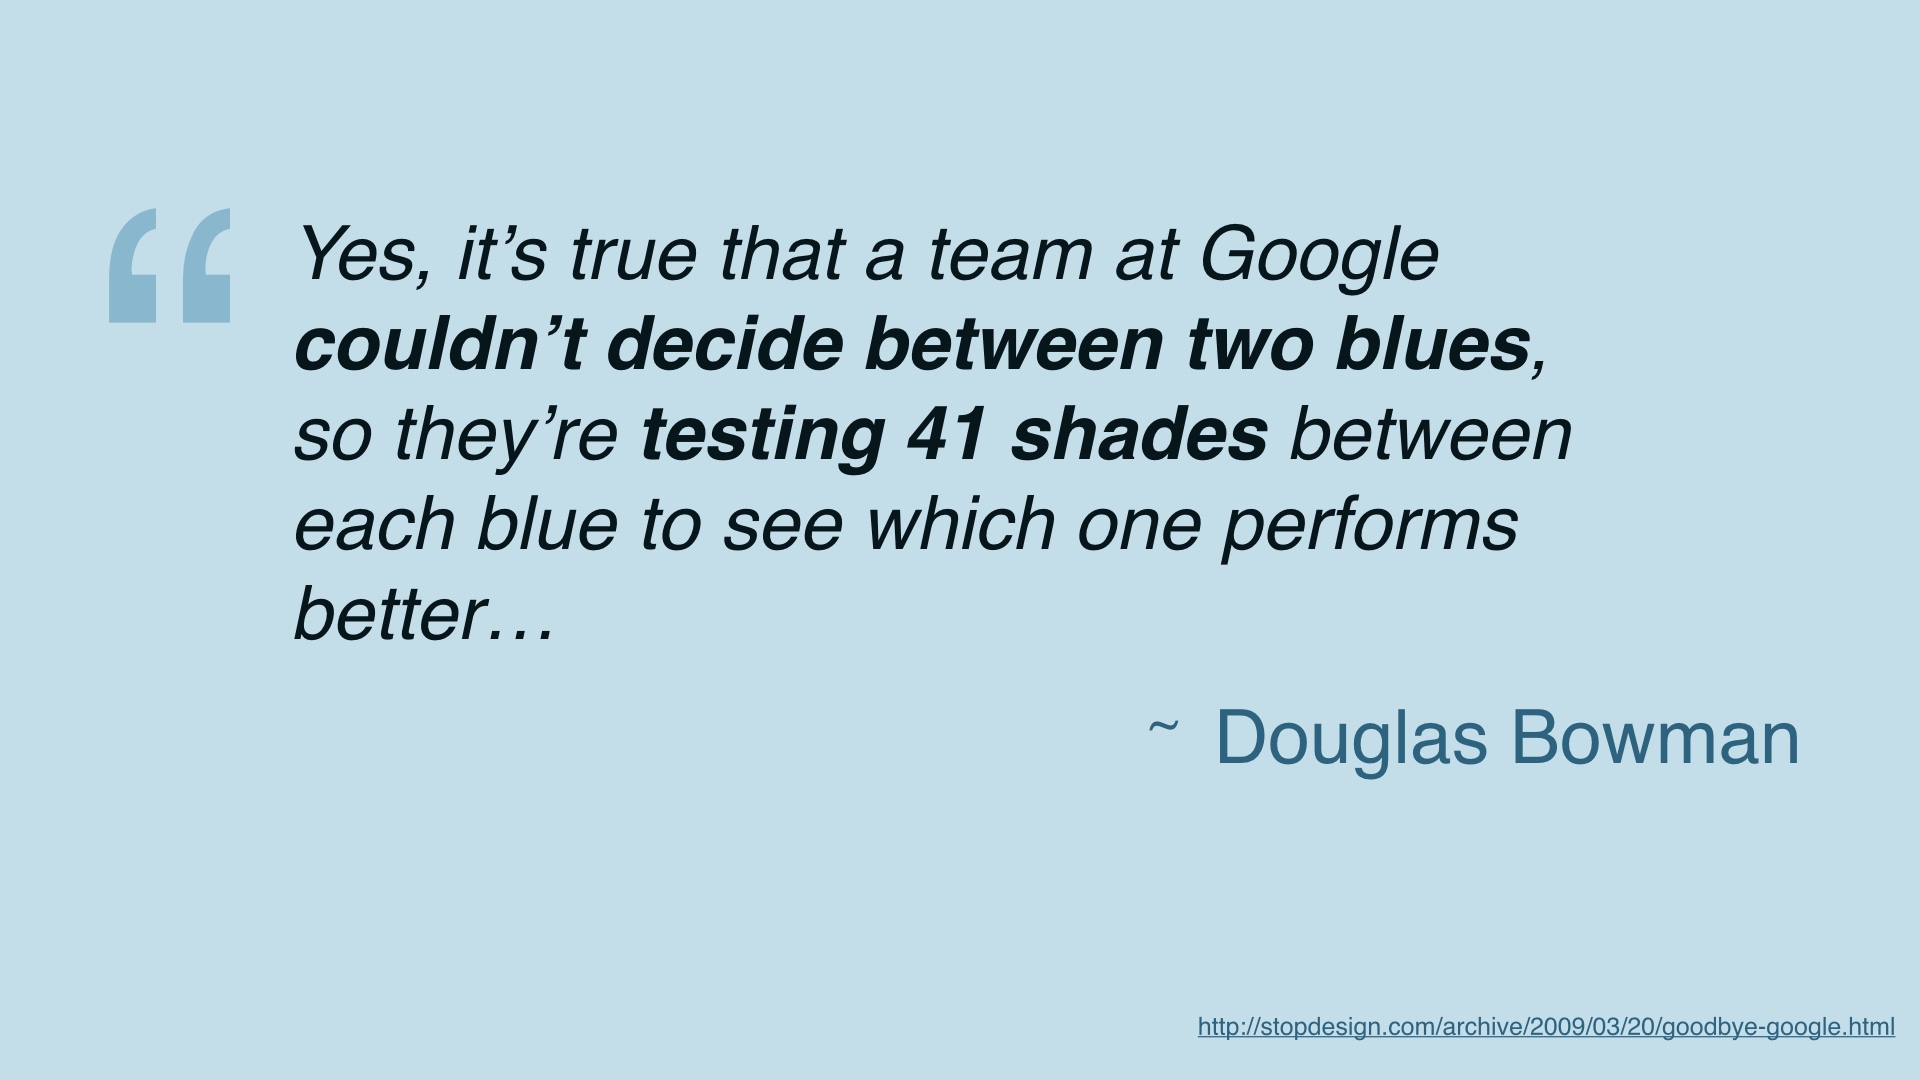 “ Yes, it’s true that a team at Google
couldn’t decide between two blues,
so they’re testing 41 shades between
each blue to see which one performs
better…
~ Douglas Bowman
http://stopdesign.com/archive/2009/03/20/goodbye-google.html